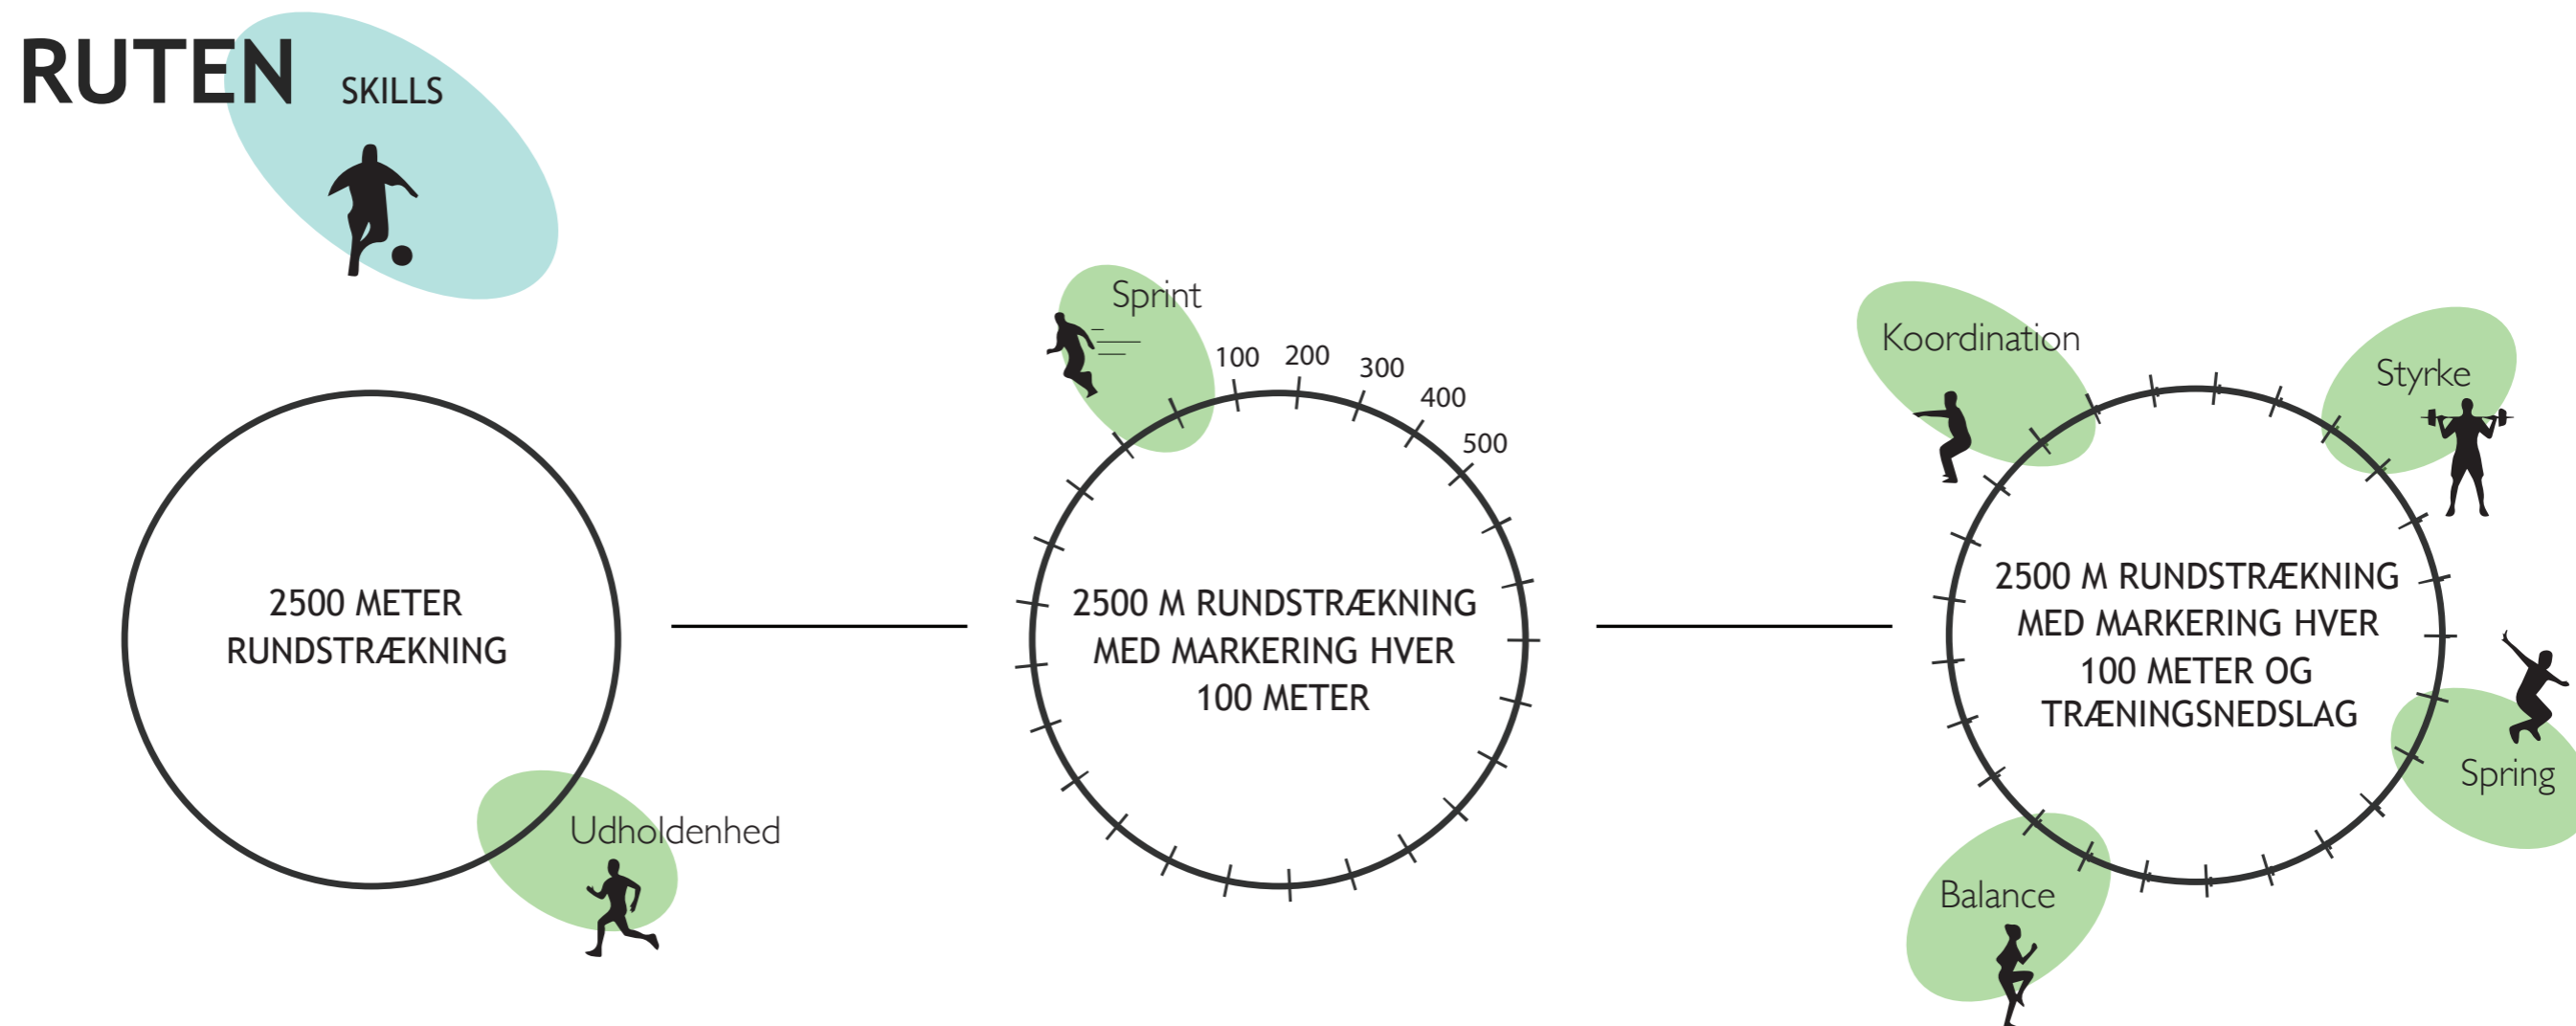 RUTEN
SKILLS
2500 METER
RUNDSTRÆKNING
Udholdenhed
Sprint
100
200
300
400
500
2500 M RUNDSTRÆKNING
MED MARKERING HVER
100 METER
Koordination
Styrke
2500 M RUNDSTRÆKNING
MED MARKERING HVER
100 METER OG
TRÆNINGSNEDSLAG
Spring
Balance